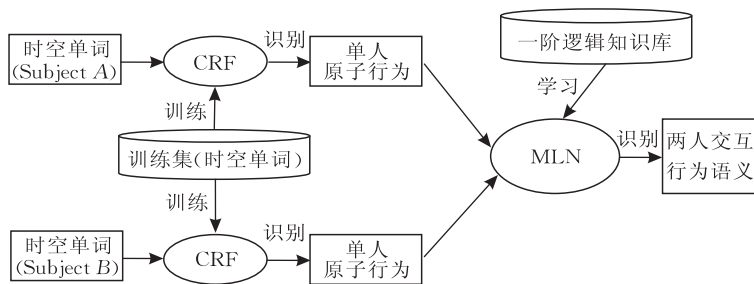 时空单词
(Subject A)
CRF
识别
单人
原子行为
一阶逻辑知识库
学习
训练
训练集(时空单词)
训练
MLN
识别
两人交互
行为语义
时空单词
(Subject B)
CRF
识别
单人
原子行为